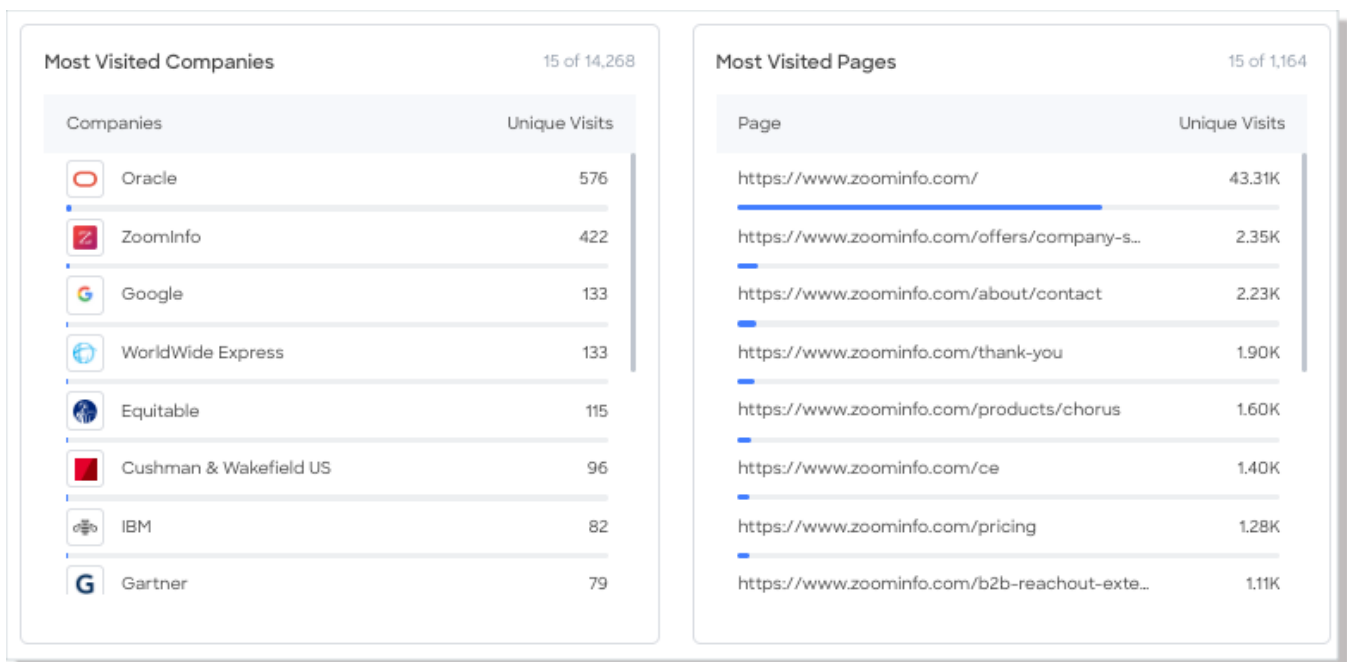 Most Visited Companies 15 of 14,268
Companies Unique Visits
Oracle 576
ZoomInfo 422
Google 133
WorldWide Express 133
Equitable 115
Cushman & Wakefield US 96
IBM 82
G Gartner 79
Most Visited Pages 15 of 1,164
Page Unique Visits
https://www.zoominfo.com/ 43.31K
https://www.zoominfo.com/offers/company-s... 2.35K
https://www.zoominfo.com/about/contact 2.23K
https://www.zoominfo.com/thank-you 1.90K
https://www.zoominfo.com/products/chorus 1.60K
https://www.zoominfo.com/ce 1.40K
https://www.zoominfo.com/pricing 1.28K
https://www.zoominfo.com/b2b-reachout-exte... 1.11K